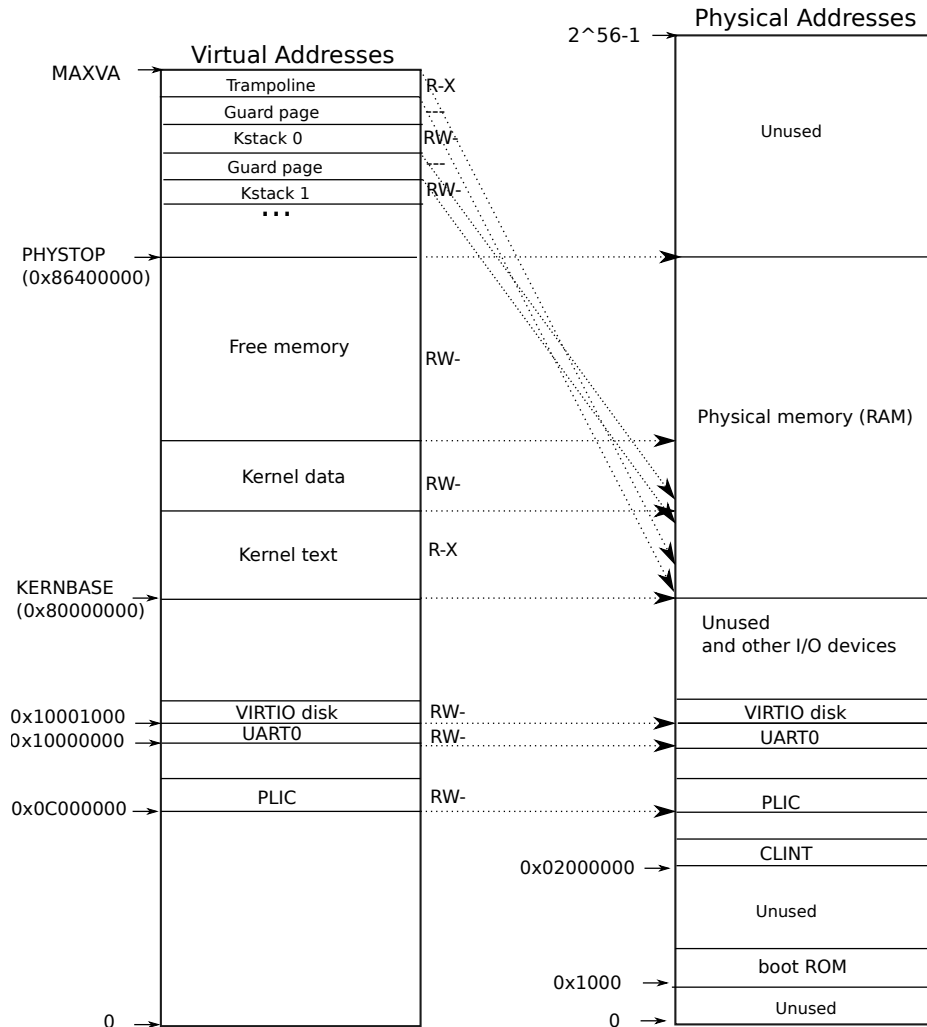 Physical Addresses
2^56-1
Virtual Addresses
MAXVA
Trampoline
R-X
Guard page
---
Unused
Kstack 0
RW-
Guard page
---
Kstack 1
RW-
...
PHYSTOP
(0x86400000)
Free memory
RW-
Physical memory (RAM)
Kernel data
RW-
Kernel text
R-X
KERNBASE
(0x80000000)
Unused
and other I/O devices
0x10001000
VIRTIO disk
RW-
VIRTIO disk
0x10000000
UART0
RW-
UART0
PLIC
RW-
PLIC
0x0C000000
CLINT
0x02000000
Unused
boot ROM
0x1000
Unused
0
0